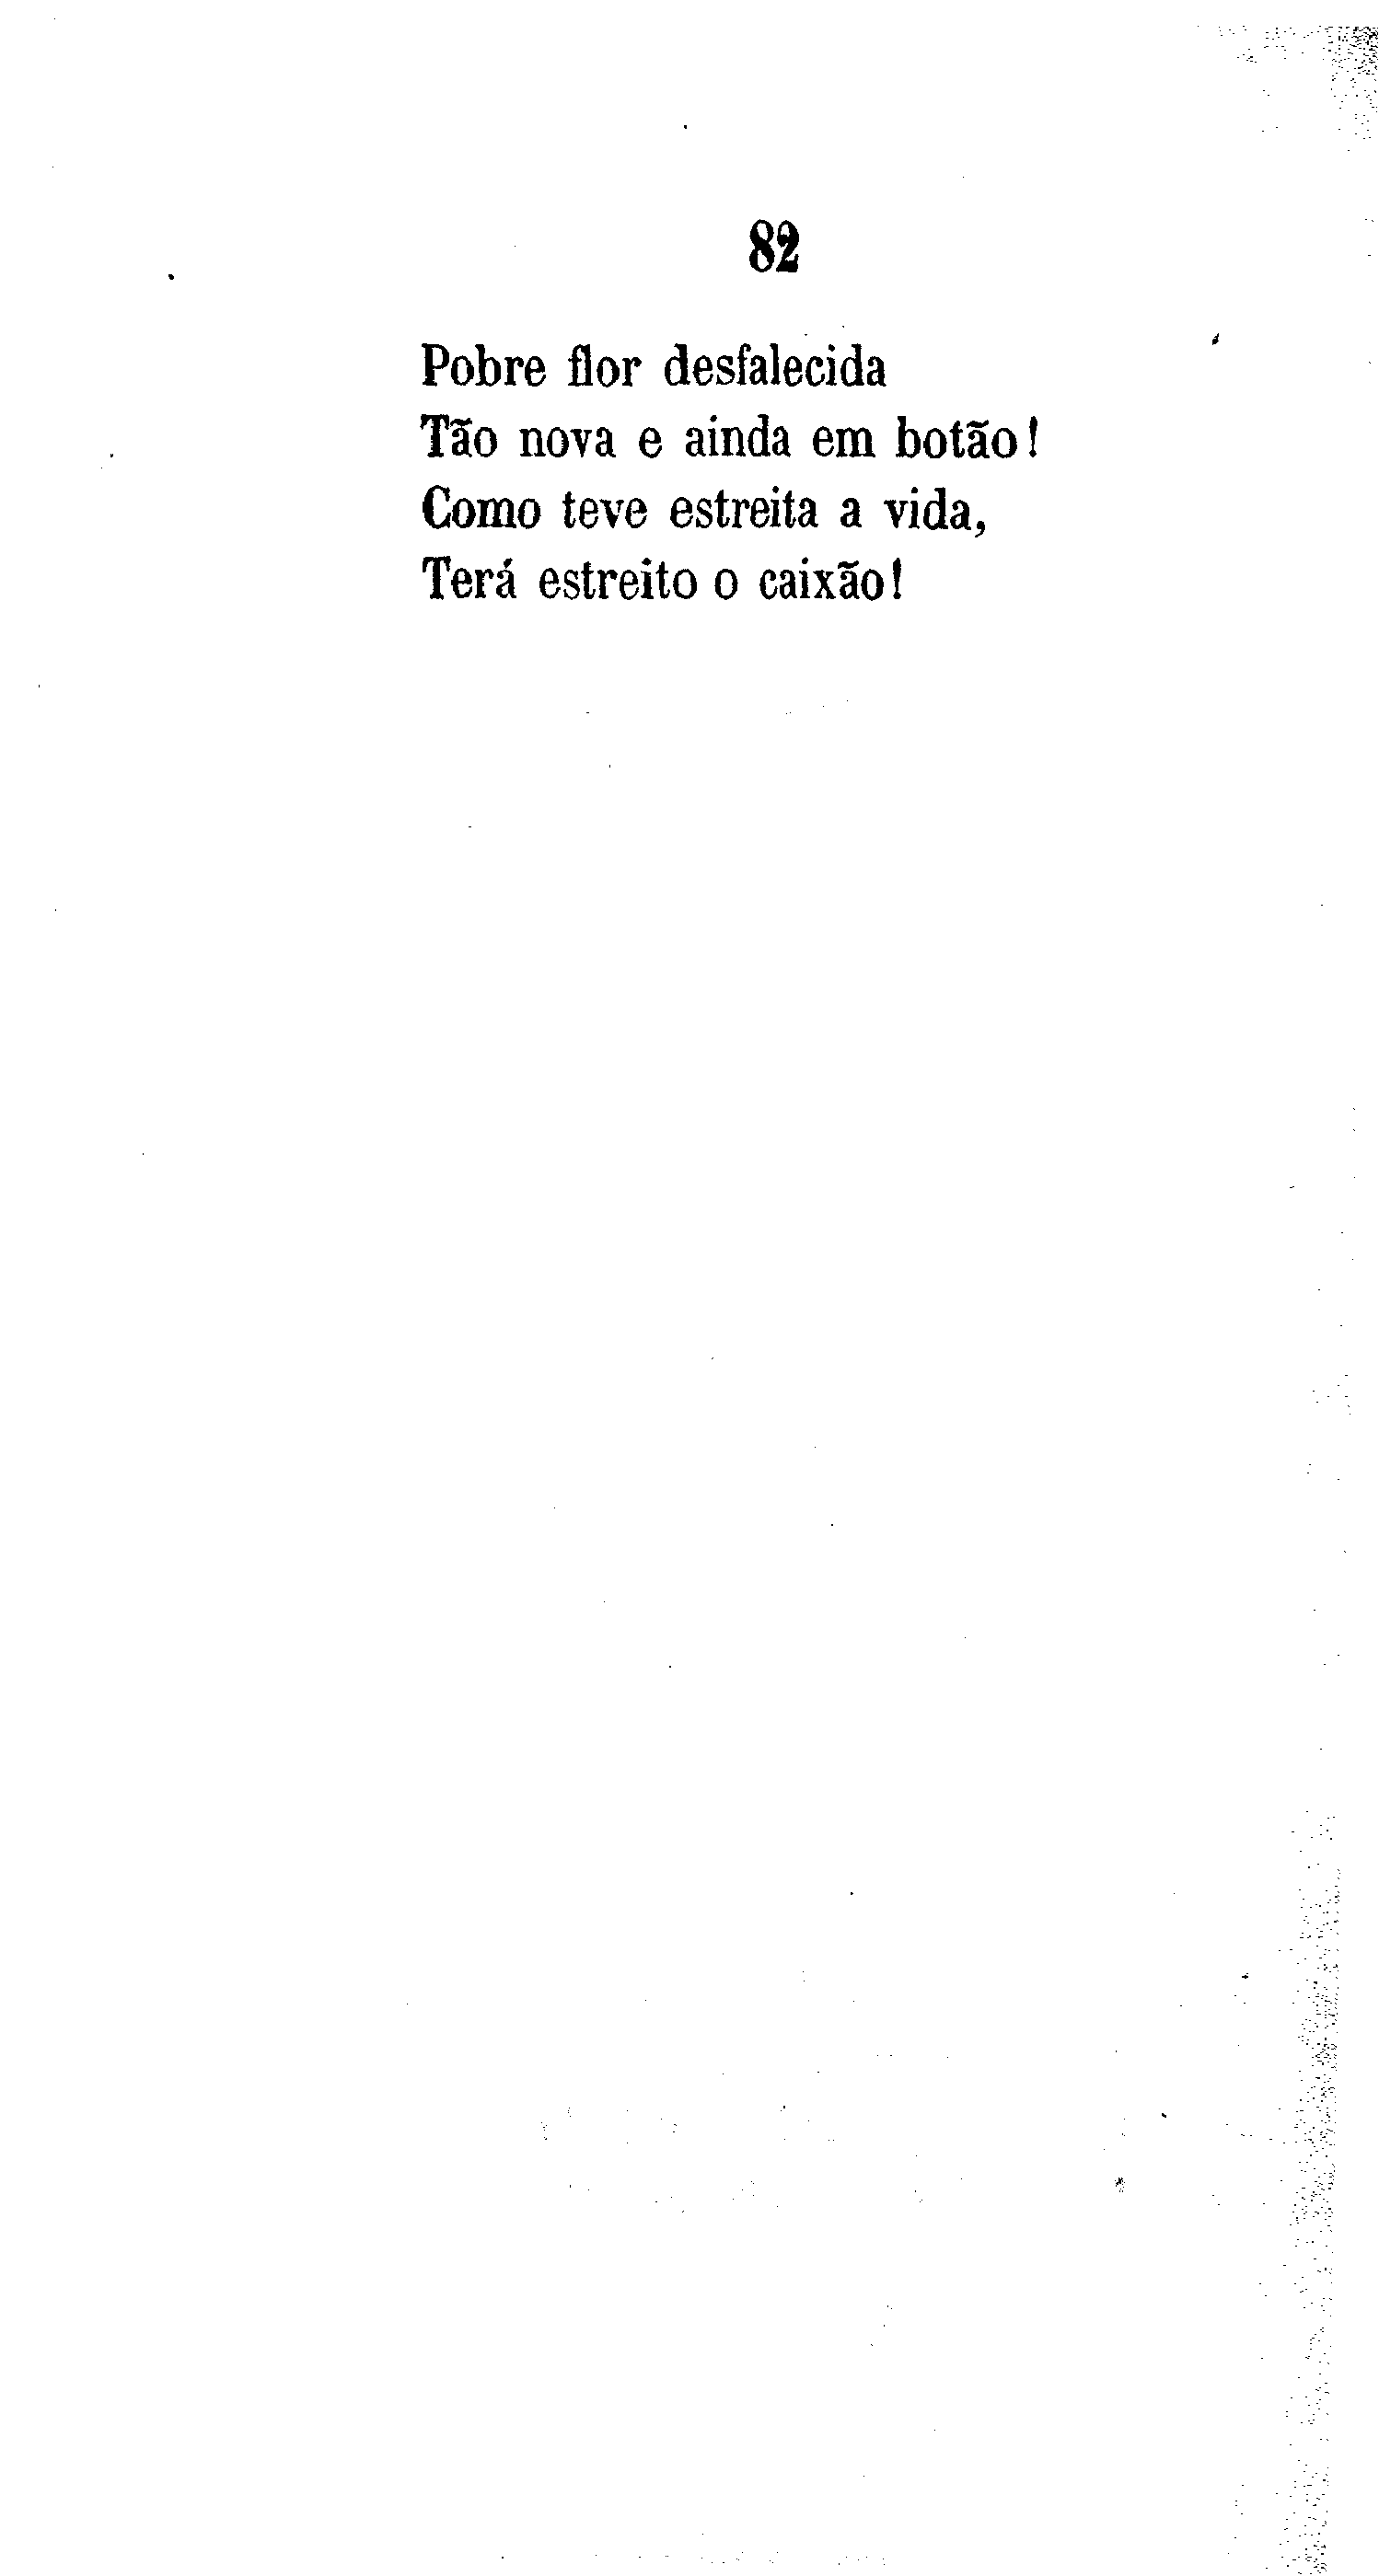 82
Pobre flor desfalecida
Tão nova e ainda em botão!
Como teve estreita a vida,
Terá estreito o caixão!